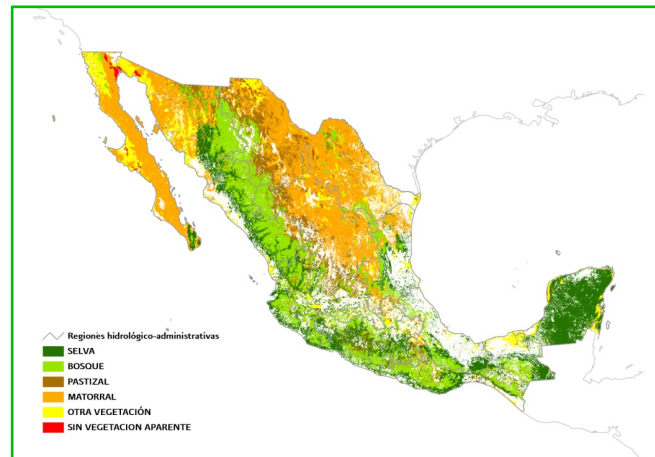 Regiones hidrológico-administrativas
SELVA
BOSQUE
PASTIZAL
MATORRAL
OTRA VEGETACIÓN
SIN VEGETACION APARENTE